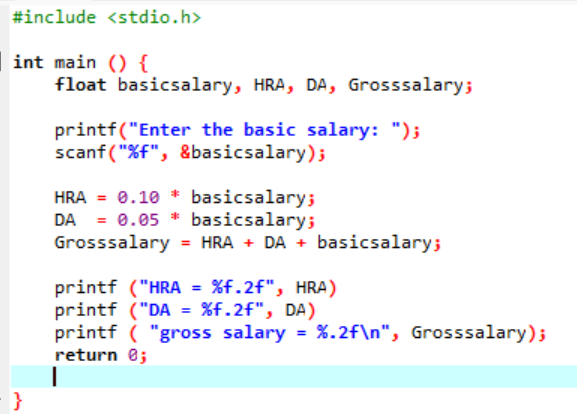 #include <stdio.h>
int main () {
float basicsalary, HRA, DA, Grosssalary;
printf("Enter the basic salary: ");
scanf("%f", &basicsalary);
HRA = 0.10 * basicsalary;
DA  = 0.05 * basicsalary;
Grosssalary = HRA + DA + basicsalary;
printf ("HRA = %f.2f", HRA)
printf ("DA = %f.2f", DA)
printf ( "gross salary = %.2f\n", Grosssalary);
return 0;
}